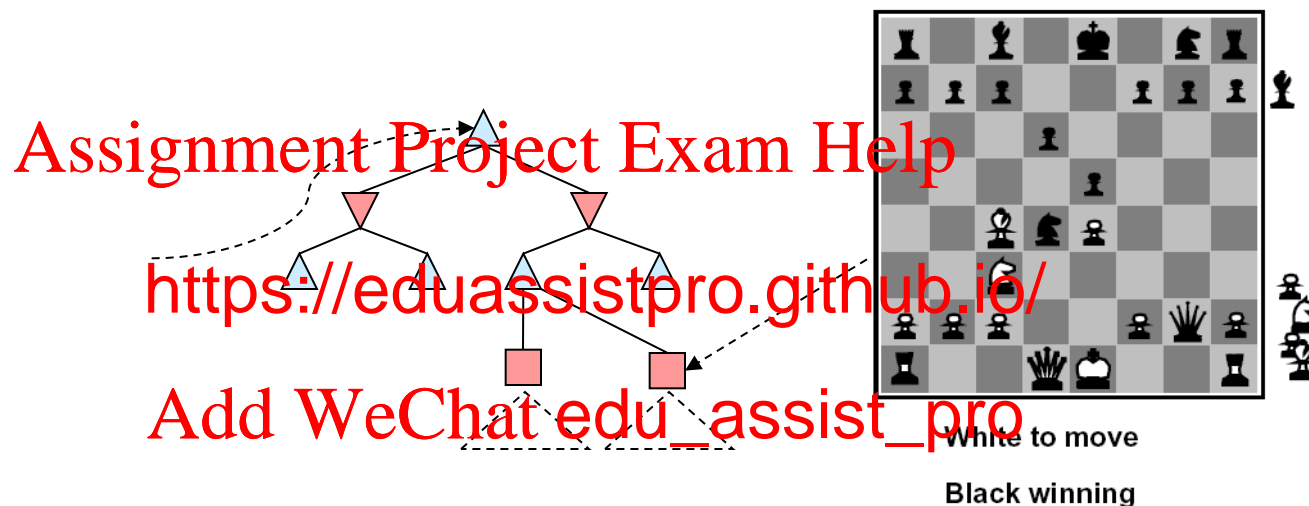 Assignment Project Exam Help
https://eduassistpro.github.io/
Add WeChat edu_assist_pro
White to move
Black winning